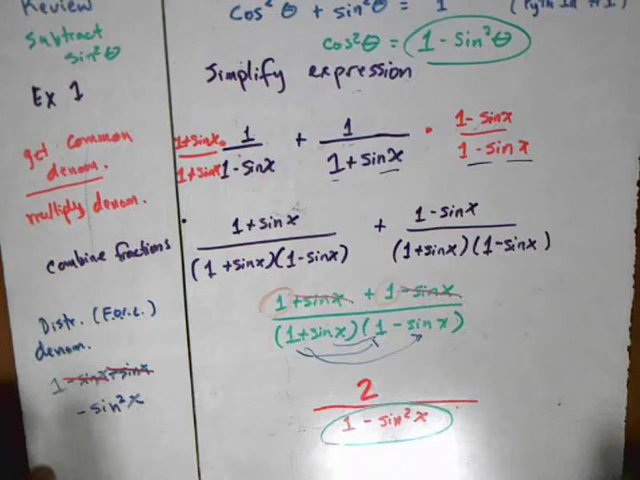 Review
cos²θ + sin²θ = 1
Subtract
sin²θ
cos²θ = 1 - sin²θ
Simplify expression
Ex 1
get common
denom.
multiply denom.
1+sinx/1+sinx · 1/1-sinx + 1/1+sinx · 1-sinx/1-sinx
combine fractions
1+sinx/(1+sinx)(1-sinx) + 1-sinx/(1+sinx)(1-sinx)
Distr. (F.o.i.L.)
denom.
1 -sinx+sinx
-sin²x
1+sinx + 1-sinx/(1+sinx)(1-sinx)
2/1-sin²x